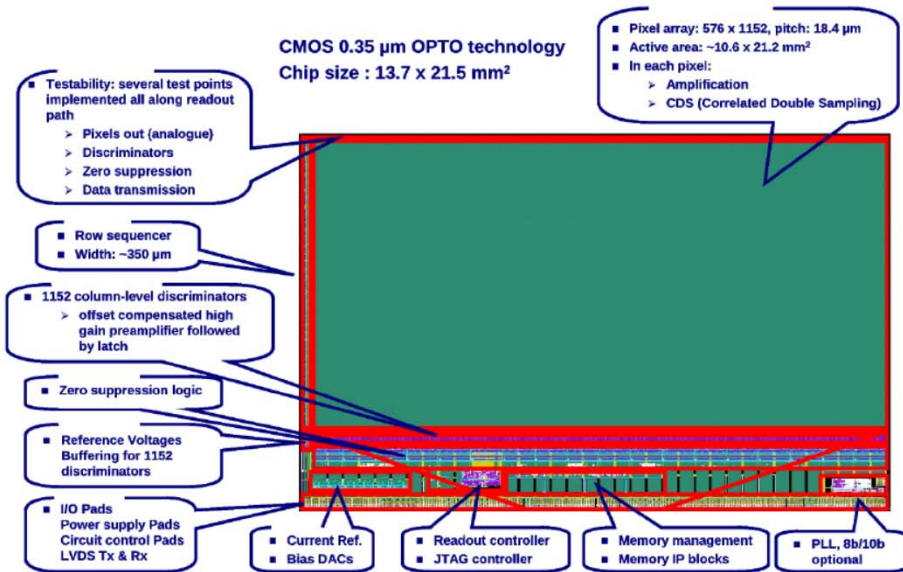 CMOS 0.35 µm OPTO technology
Chip size : 13.7 x 21.5 mm²
■ Pixel array: 576 x 1152, pitch: 18.4 µm
■ Active area: ~10.6 x 21.2 mm²
■ In each pixel:
➢ Amplification
➢ CDS (Correlated Double Sampling)
■ Testability: several test points
implemented all along readout
path
➢ Pixels out (analogue)
➢ Discriminators
➢ Zero suppression
➢ Data transmission
■ Row sequencer
■ Width: ~350 µm
■ 1152 column-level discriminators
➢ offset compensated high
gain preamplifier followed
by latch
■ Zero suppression logic
■ Reference Voltages
Buffering for 1152
discriminators
■ I/O Pads
Power supply Pads
Circuit control Pads
LVDS Tx & Rx
■ Current Ref.
■ Bias DACs
■ Readout controller
■ JTAG controller
■ Memory management
■ Memory IP blocks
■ PLL, 8b/10b
optional